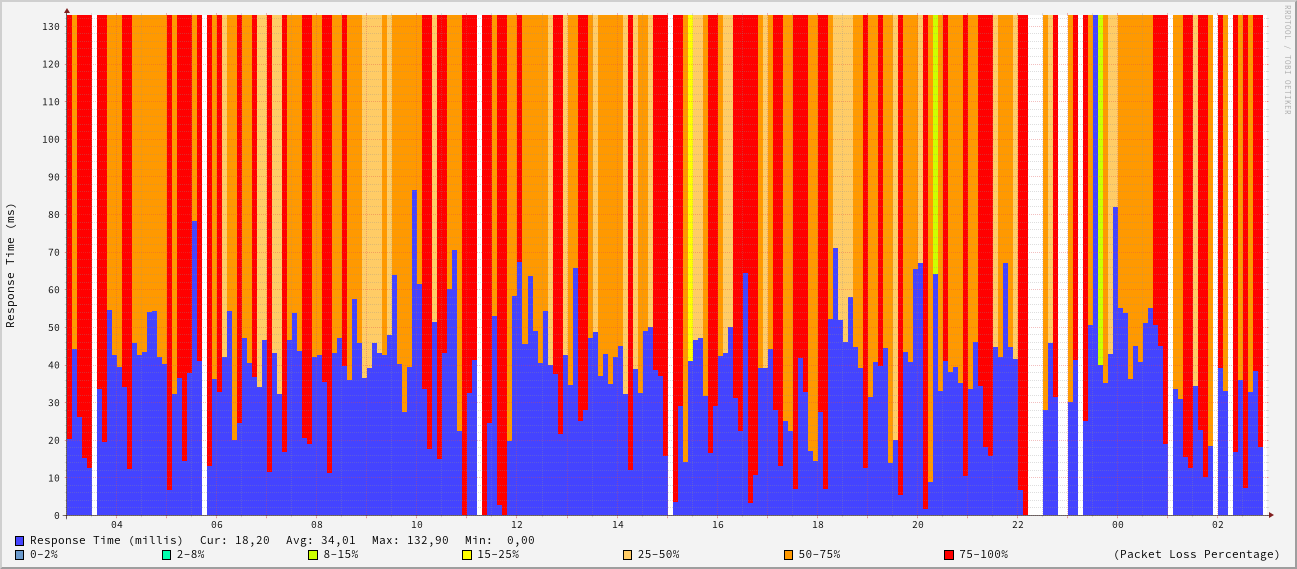 RRDTOOL / TOBI OETIKER
Response Time (ms)
130
120
110
100
90
80
70
60
50
40
30
20
10
0
04 06 08 10 12 14 16 18 20 22 00 02
Response Time (millis) Cur: 18,20 Avg: 34,01 Max: 132,90 Min: 0,00
0-2% 2-8% 8-15% 15-25% 25-50% 50-75% 75-100% (Packet Loss Percentage)